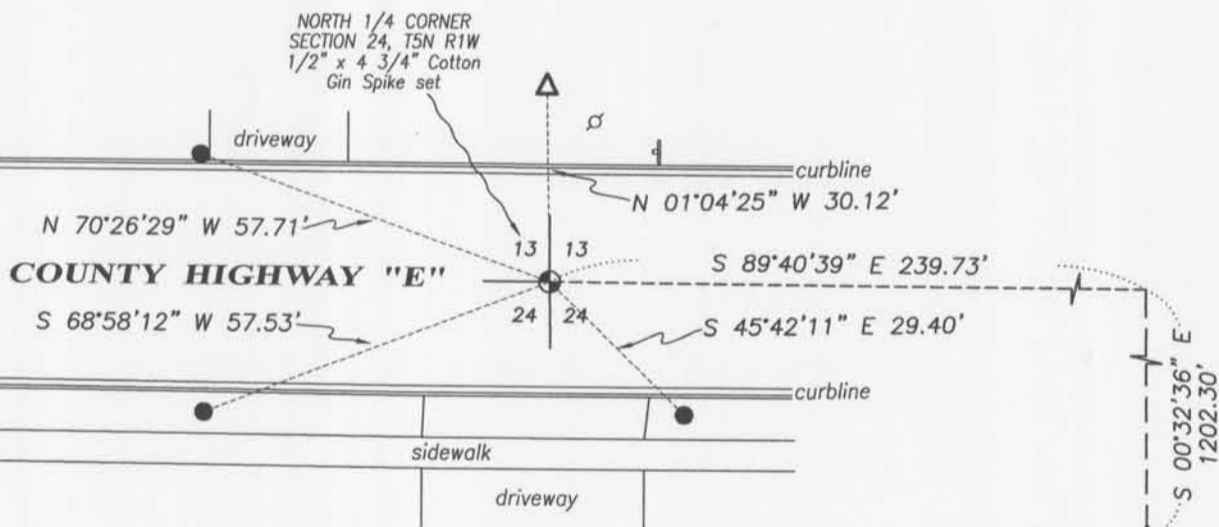 NORTH 1/4 CORNER
SECTION 24, T5N R1W
1/2" x 4 3/4" Cotton
Gin Spike set
driveway
curbline
N 01°04'25" W 30.12'
N 70°26'29" W 57.71'
13 13
COUNTY HIGHWAY "E"
S 89°40'39" E 239.73'
24 24
S 68°58'12" W 57.53'
S 45°42'11" E 29.40'
S 00°32'36" E
1202.30'
curbline
sidewalk
driveway